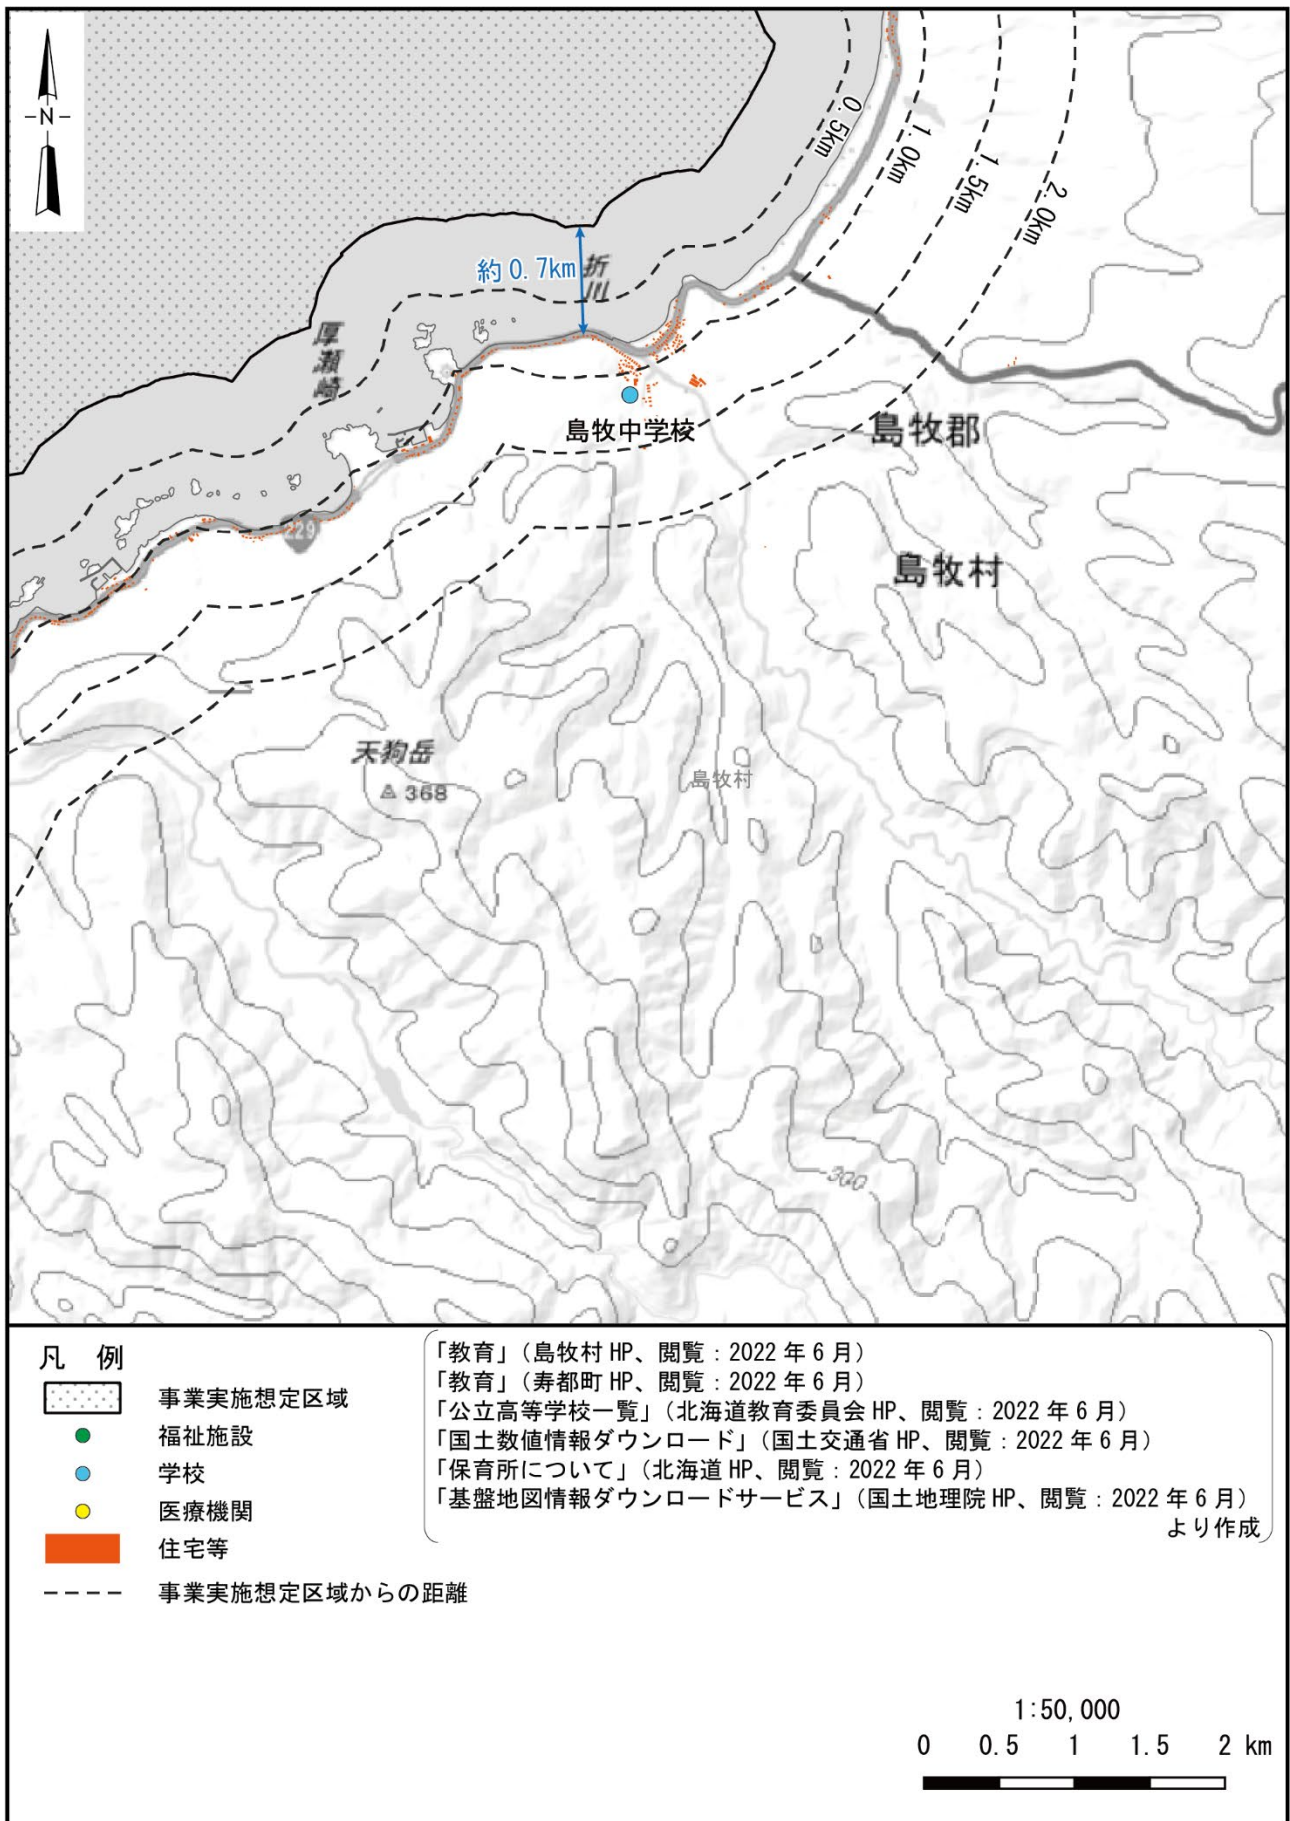 N
0.5km
1.0km
1.5km
2.0km
約0.7km
折川
厚瀬崎
島牧中学校
島牧郡
229
島牧村
天狗岳
368
島牧村
300
凡 例
事業実施想定区域
福祉施設
学校
医療機関
住宅等
事業実施想定区域からの距離
「教育」（島牧村 HP、閲覧：2022 年 6 月）
「教育」（寿都町 HP、閲覧：2022 年 6 月）
「公立高等学校一覧」（北海道教育委員会 HP、閲覧：2022 年 6 月）
「国土数値情報ダウンロード」（国土交通省 HP、閲覧：2022 年 6 月）
「保育所について」（北海道 HP、閲覧：2022 年 6 月）
「基盤地図情報ダウンロードサービス」（国土地理院 HP、閲覧：2022 年 6 月）
より作成
1:50,000
0 0.5 1 1.5 2 km